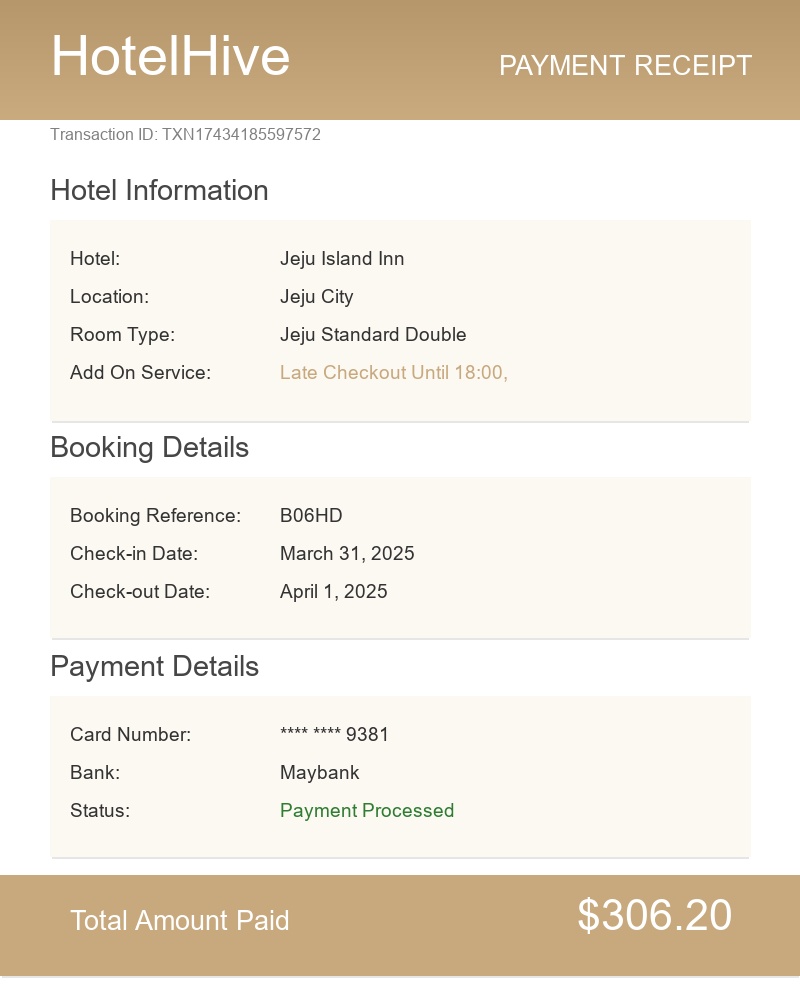 HotelHive
PAYMENT RECEIPT
Transaction ID: TXN17434185597572
Hotel Information
Hotel: Jeju Island Inn
Location: Jeju City
Room Type: Jeju Standard Double
Add On Service: Late Checkout Until 18:00,
Booking Details
Booking Reference: B06HD
Check-in Date: March 31, 2025
Check-out Date: April 1, 2025
Payment Details
Card Number: **** **** 9381
Bank: Maybank
Status: Payment Processed
Total Amount Paid $306.20